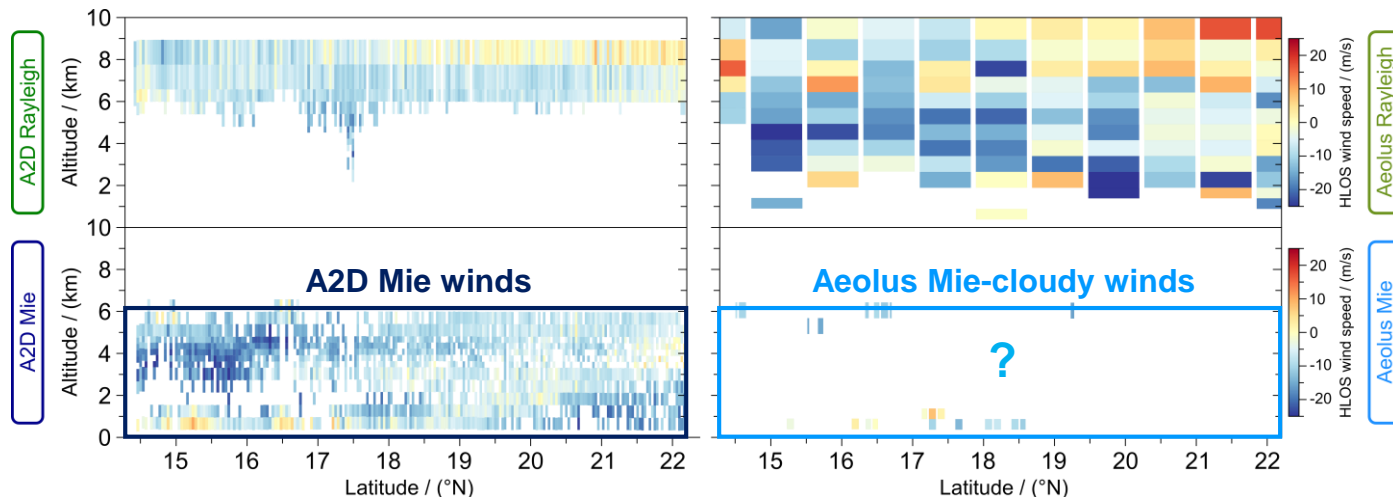 A2D Rayleigh
Altitude / (km)
10
8
6
4
2
10
HLOS wind speed / (m/s)
20
10
0
-10
-20
Aeolus Rayleigh
A2D Mie
Altitude / (km)
8
6
4
2
0
A2D Mie winds
15 16 17 18 19 20 21 22
Latitude / (°N)
Aeolus Mie-cloudy winds
?
15 16 17 18 19 20 21 22
Latitude / (°N)
HLOS wind speed / (m/s)
20
10
0
-10
-20
Aeolus Mie